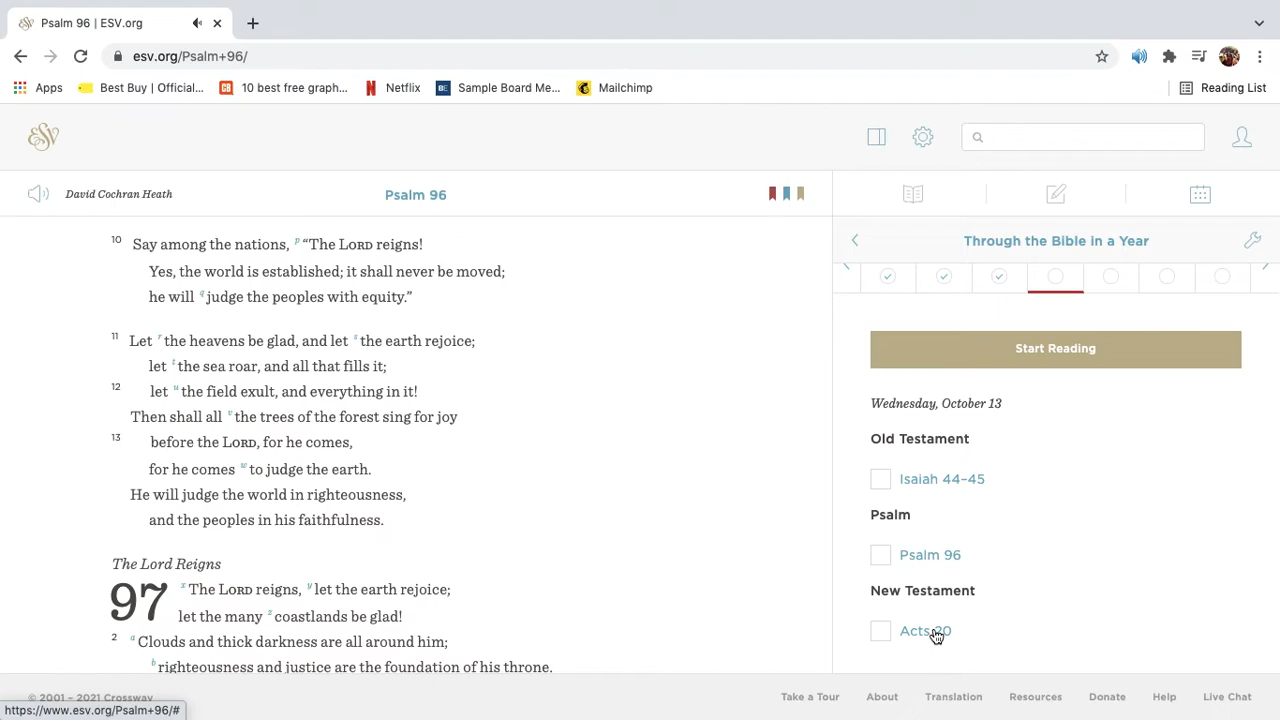 Psalm 96 | ESV.org
esv.org/Psalm+96/
Apps
Best Buy | Official...
10 best free graph...
Netflix
Sample Board Me...
Mailchimp
Reading List
ESV
David Cochran Heath
Psalm 96
10 Say among the nations, p “The LORD reigns!
Yes, the world is established; it shall never be moved;
he will q judge the peoples with equity.”
11 Let r the heavens be glad, and let s the earth rejoice;
let t the sea roar, and all that fills it;
12 let u the field exult, and everything in it!
Then shall all v the trees of the forest sing for joy
13 before the LORD, for he comes,
for he comes w to judge the earth.
He will judge the world in righteousness,
and the peoples in his faithfulness.
The Lord Reigns
97 x The LORD reigns, y let the earth rejoice;
let the many z coastlands be glad!
2 a Clouds and thick darkness are all around him;
b righteousness and justice are the foundation of his throne.
Through the Bible in a Year
Start Reading
Wednesday, October 13
Old Testament
Isaiah 44–45
Psalm
Psalm 96
New Testament
Acts 20
© 2001 – 2021 Crossway
Take a Tour
About
Translation
Resources
Donate
Help
Live Chat
https://www.esv.org/Psalm+96/#